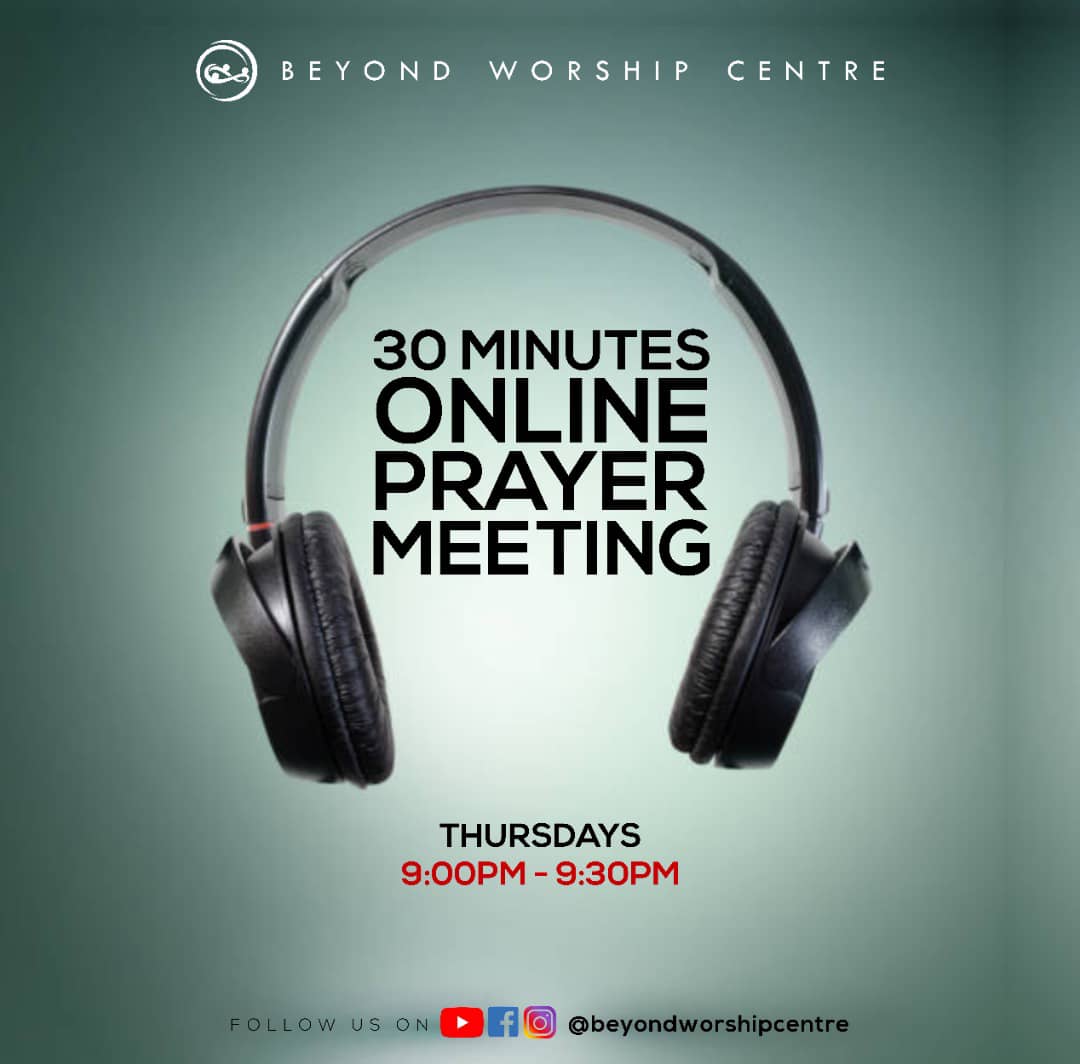 BEYOND WORSHIP CENTRE
30 MINUTES
ONLINE
PRAYER
MEETING
THURSDAYS
9:00PM - 9:30PM
FOLLOW US ON @beyondworshipcentre